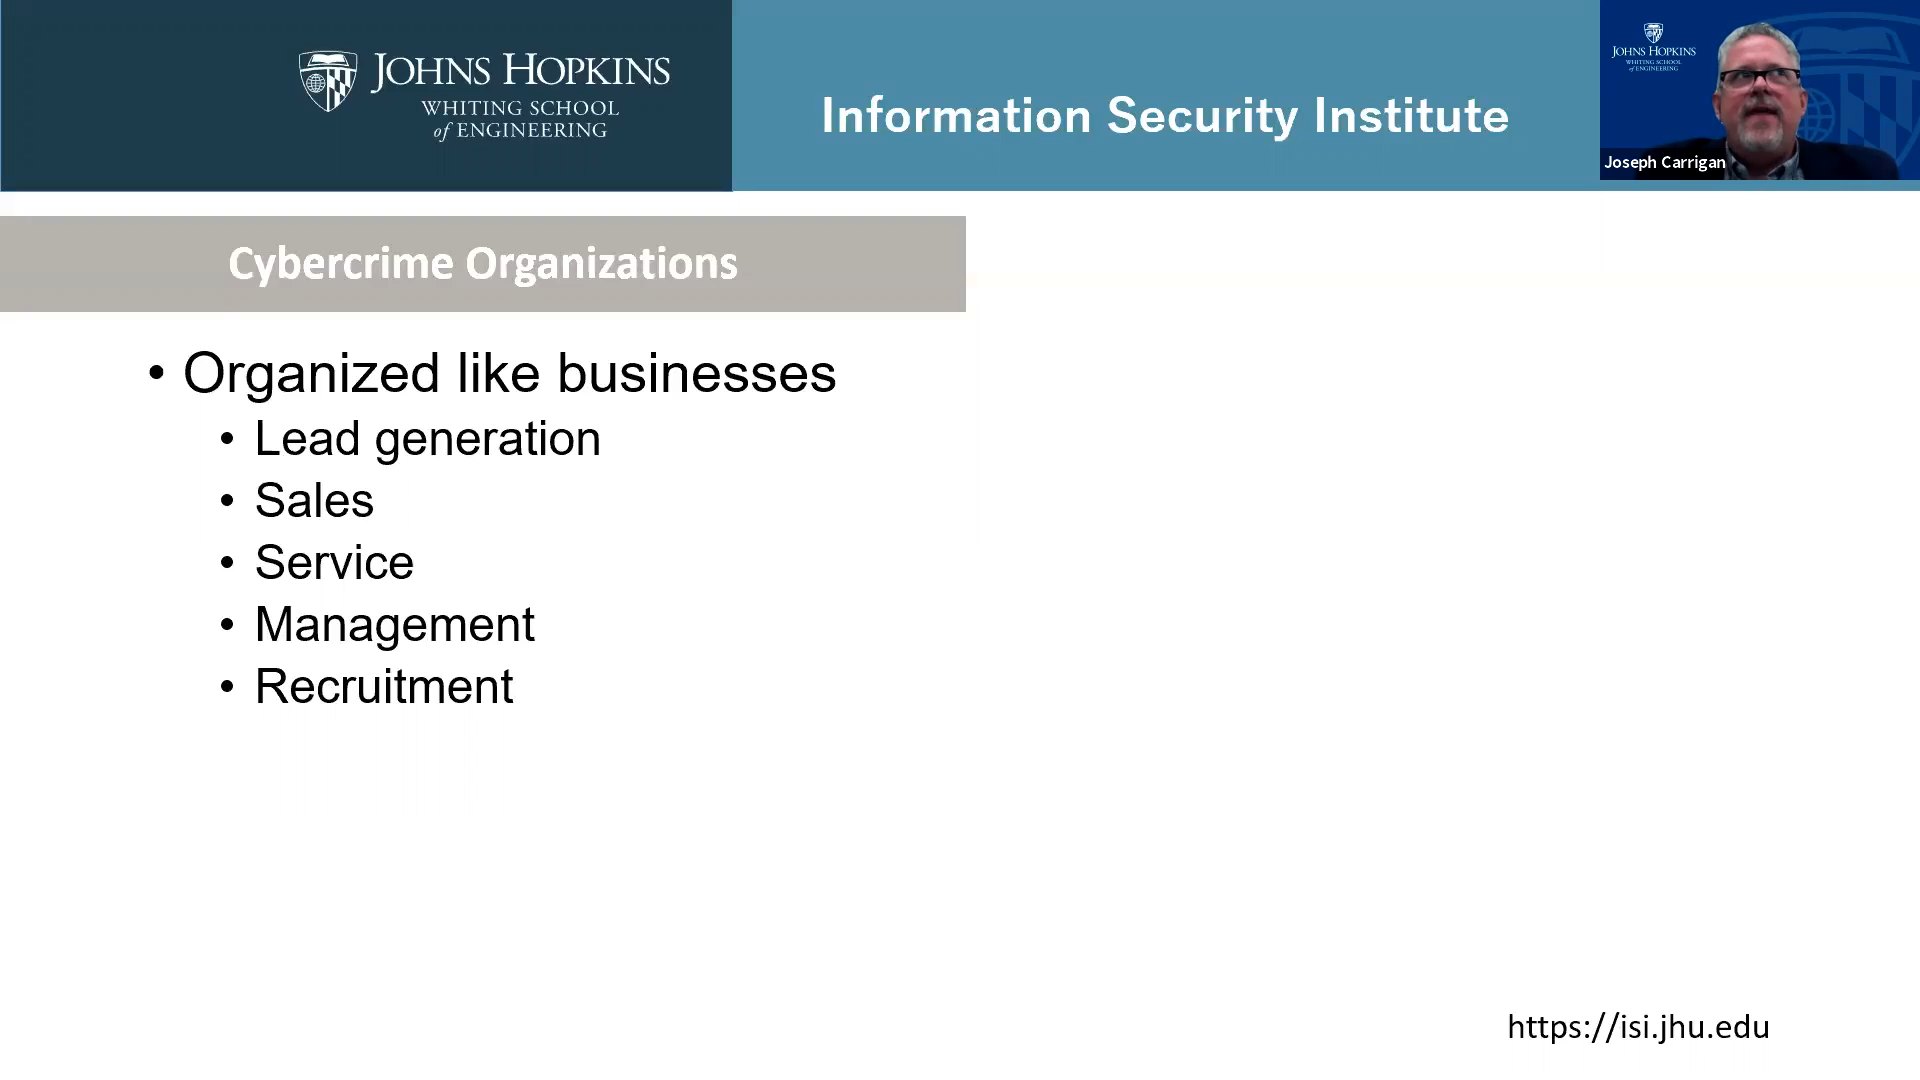 JOHNS HOPKINS
WHITING SCHOOL
of ENGINEERING
Information Security Institute
JOHNS HOPKINS
WHITING SCHOOL
of ENGINEERING
Joseph Carrigan
Cybercrime Organizations
• Organized like businesses
• Lead generation
• Sales
• Service
• Management
• Recruitment
https://isi.jhu.edu